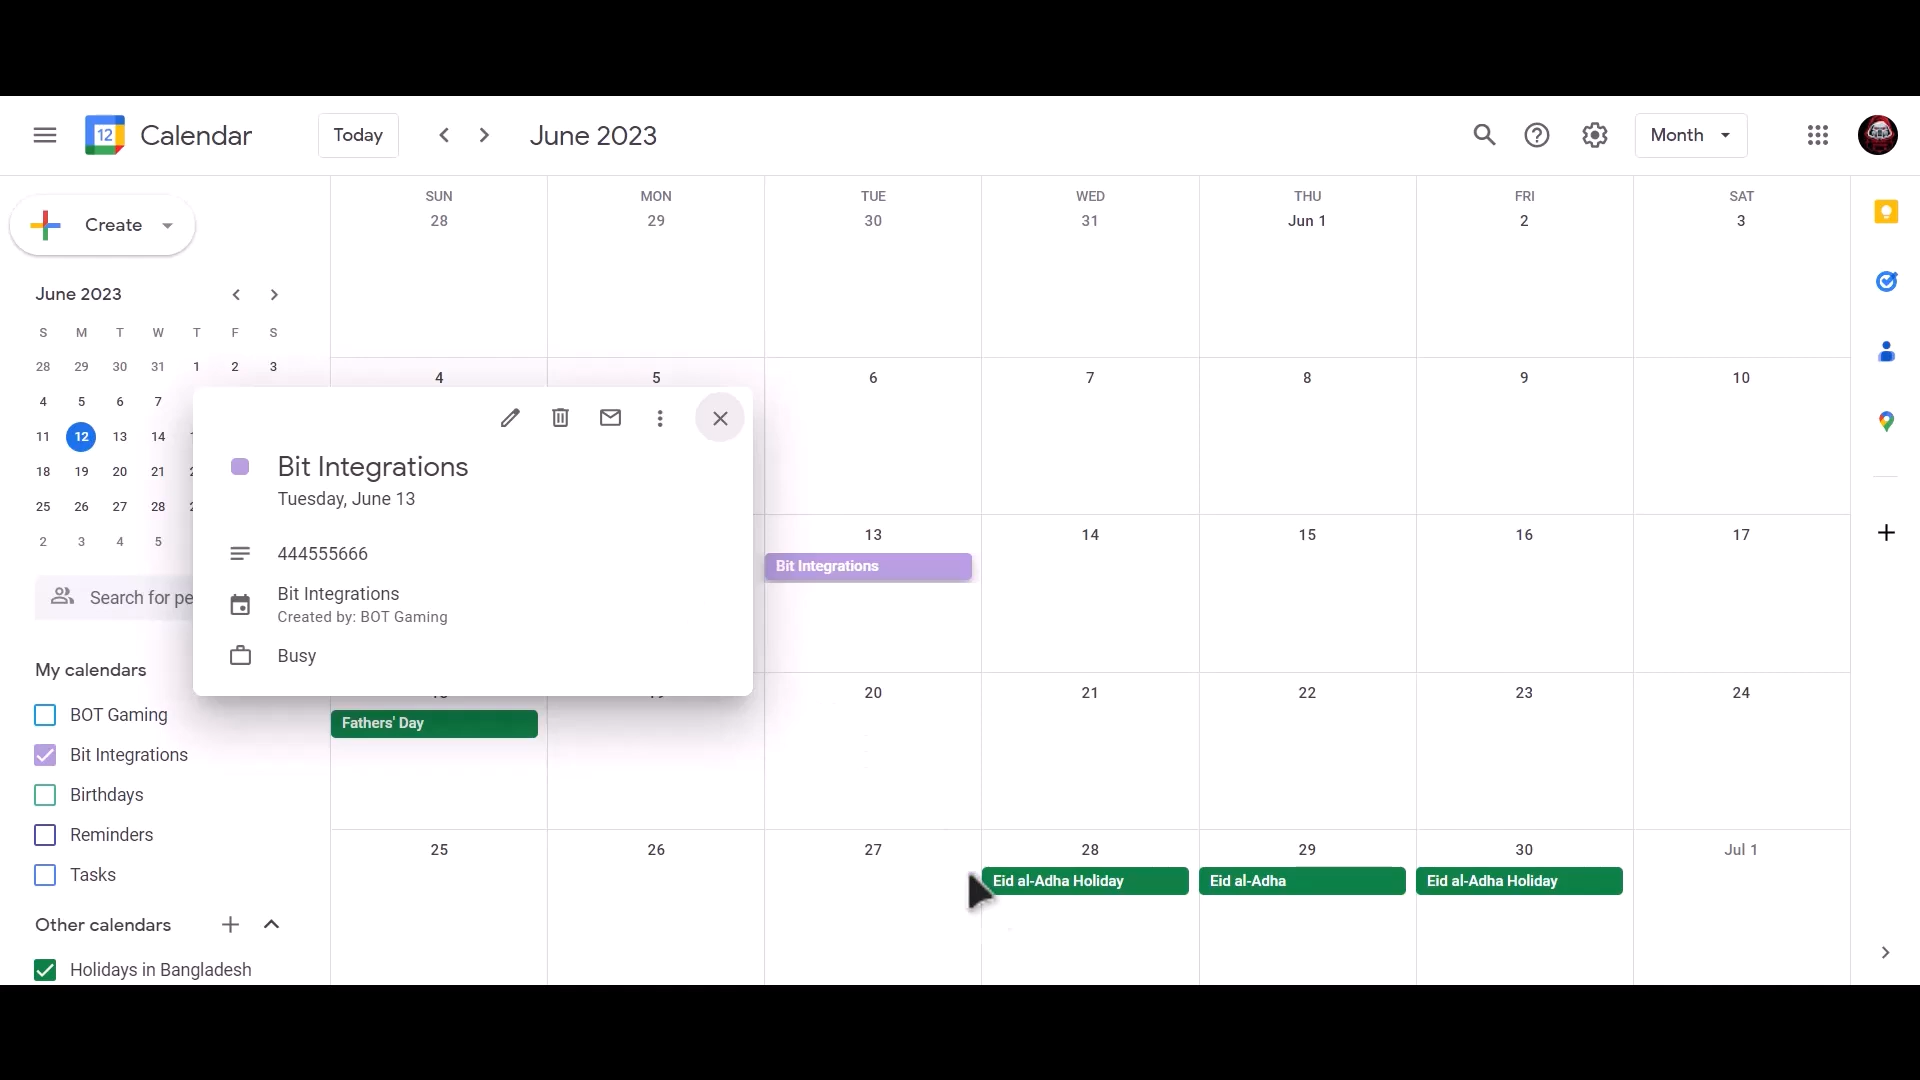 12
Calendar
Today
June 2023
Month
Create
June 2023
S M T W T F S
28 29 30 31 1 2 3
4 5 6 7
11 12 13 14
18 19 20 21
25 26 27 28
2 3 4 5
Search for pe
My calendars
BOT Gaming
Bit Integrations
Birthdays
Reminders
Tasks
Other calendars
Holidays in Bangladesh
SUN MON TUE WED THU FRI SAT
28 29 30 31 Jun 1 2 3
4 5 6 7 8 9 10
13 14 15 16 17
Bit Integrations
20 21 22 23 24
Fathers' Day
25 26 27 28 29 30 Jul 1
Eid al-Adha Holiday Eid al-Adha Eid al-Adha Holiday
Bit Integrations
Tuesday, June 13
444555666
Bit Integrations
Created by: BOT Gaming
Busy